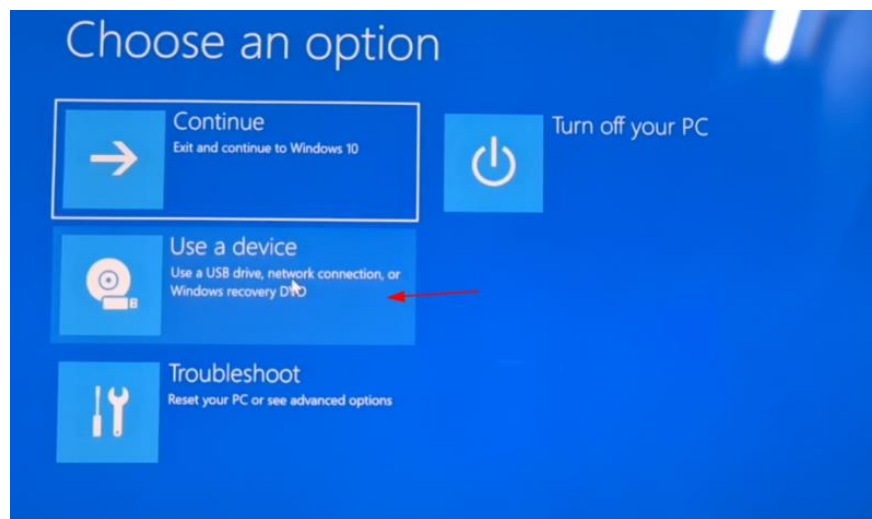 Choose an option
Continue
Exit and continue to Windows 10
Turn off your PC
Use a device
Use a USB drive, network connection, or
Windows recovery DVD
Troubleshoot
Reset your PC or see advanced options